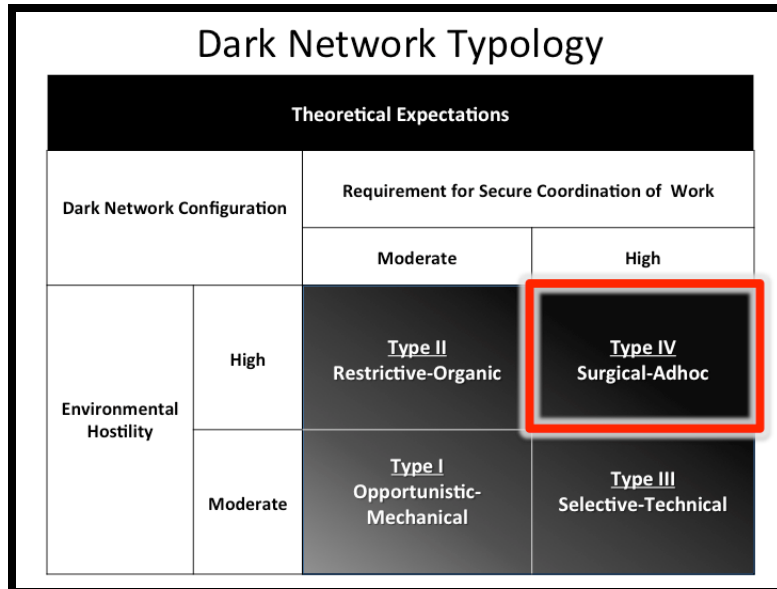 Dark Network Typology
Theoretical Expectations
Dark Network Configuration
Requirement for Secure Coordination of Work
Moderate
High
Environmental
Hostility
High
Type II
Restrictive-Organic
Type IV
Surgical-Adhoc
Moderate
Type I
Opportunistic-
Mechanical
Type III
Selective-Technical